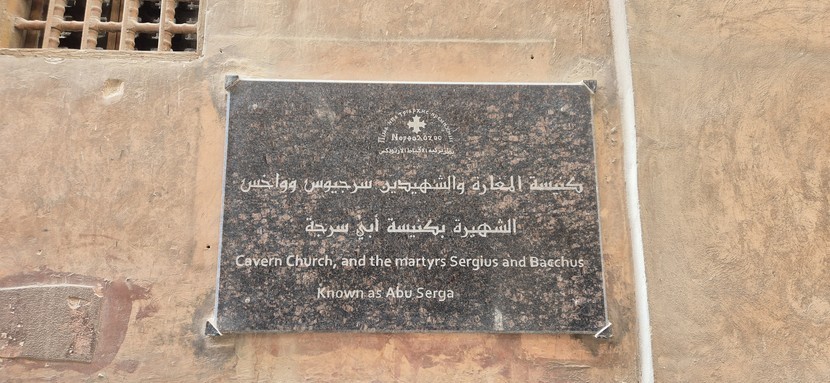 كنيسة المغارة والشهيدين سرجيوس وواخس
الشهيرة بكنيسة أبي سرجة
Cavern Church, and the martyrs Sergius and Bacchus
Known as Abu Serga